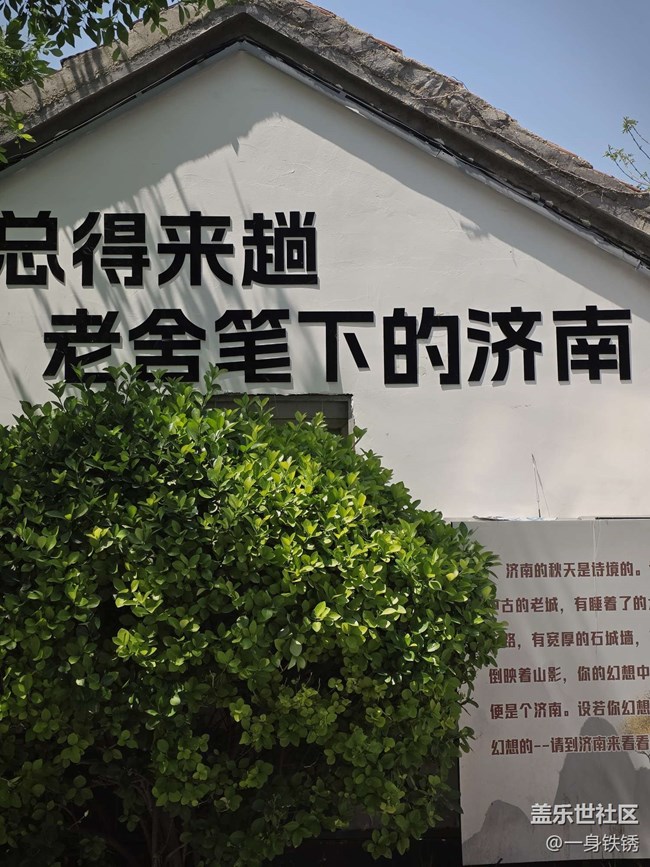 总得来趟
老舍笔下的济南
济南的秋天是诗境的。
古的老城，有睡着了的
路，有宽厚的石城墙，
倒映着山影，你的幻想中
便是个济南。设若你幻想
幻想的--请到济南来看看
盖乐世社区
@一身铁锈